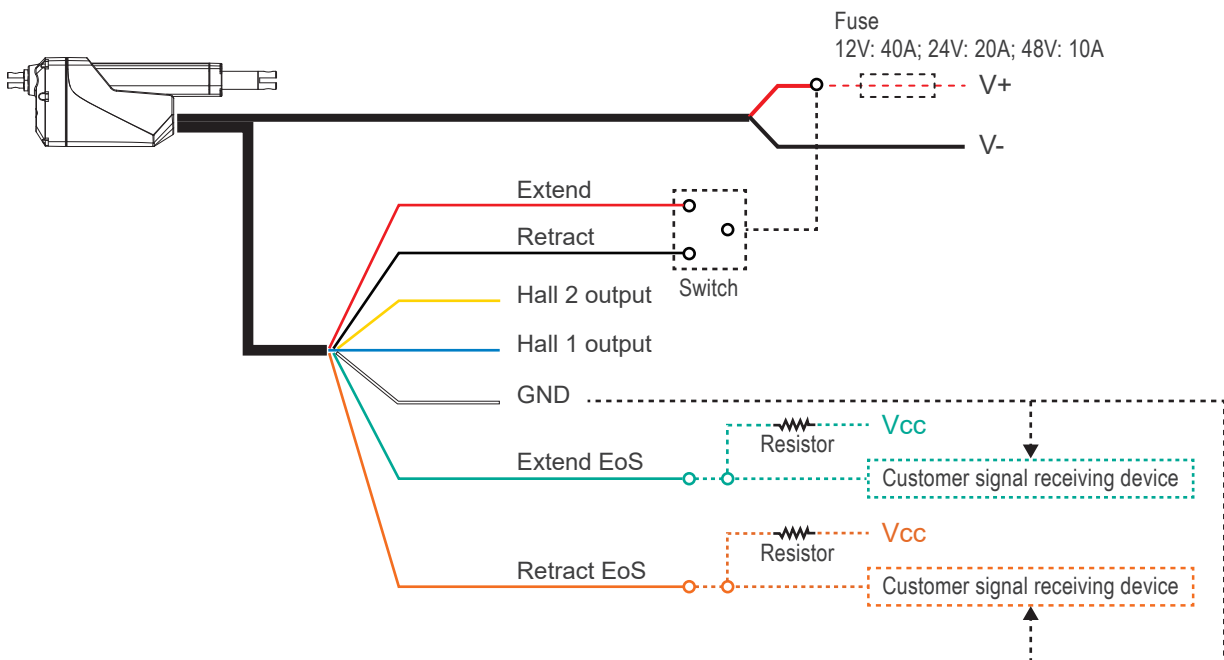 Fuse
12V: 40A; 24V: 20A; 48V: 10A
V+
V-
Extend
Retract
Switch
Hall 2 output
Hall 1 output
GND
Vcc
Resistor
Extend EoS
Customer signal receiving device
Vcc
Resistor
Retract EoS
Customer signal receiving device